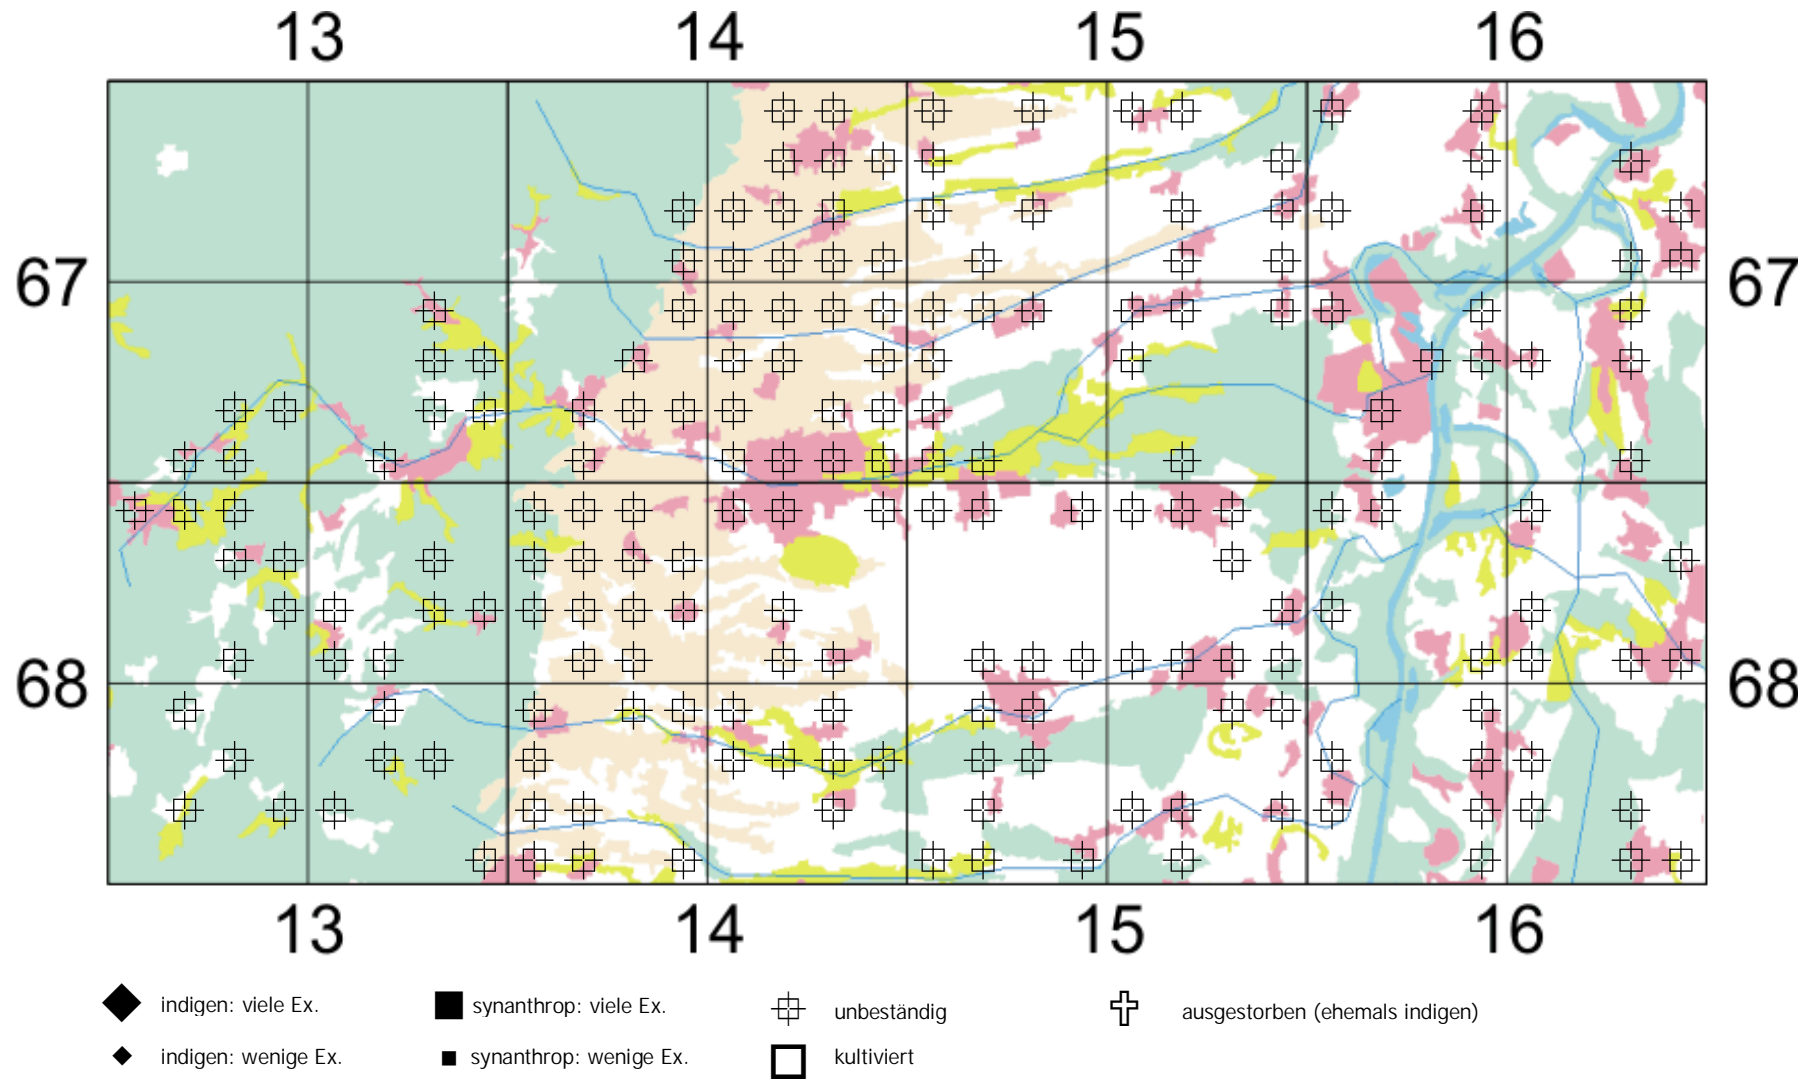 13 14 15 16
67 67
68 68
13 14 15 16
indigen: viele Ex. synanthrop: viele Ex. unbeständig ausgestorben (ehemals indigen)
indigen: wenige Ex. synanthrop: wenige Ex. kultiviert